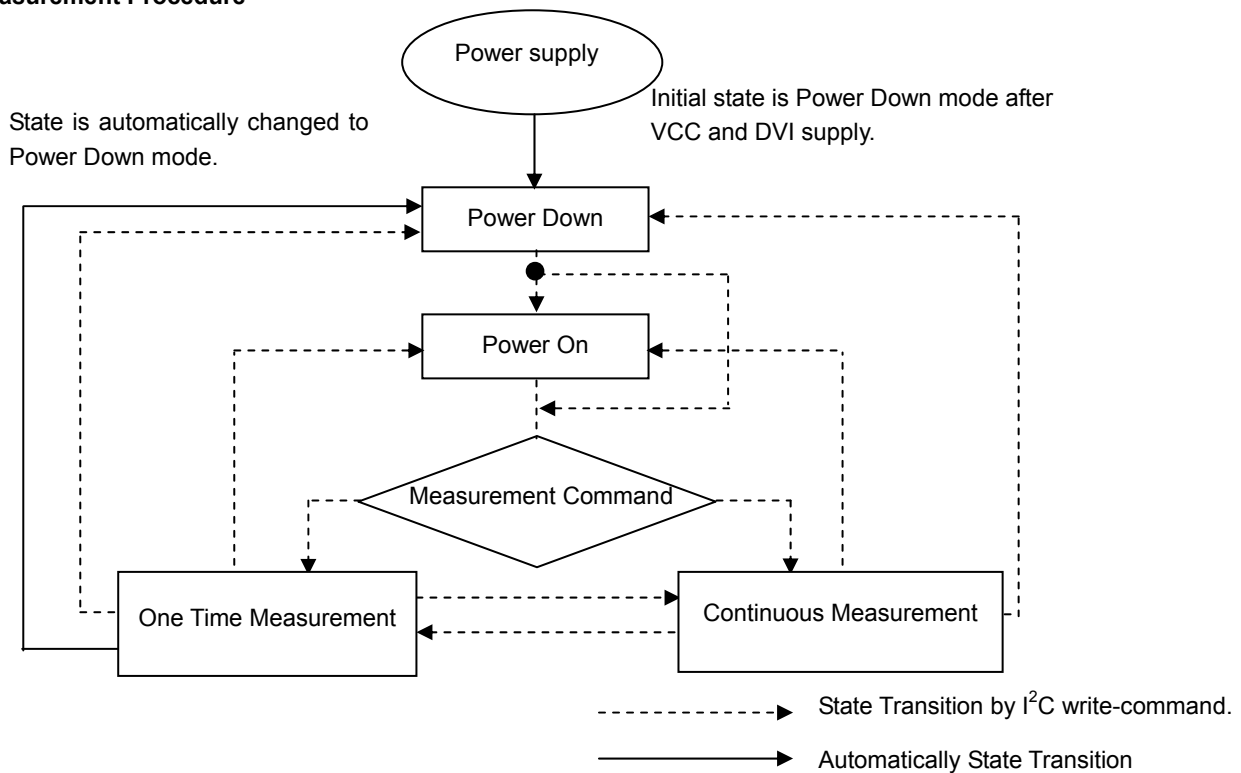 Power supply
Initial state is Power Down mode after
VCC and DVI supply.
State is automatically changed to
Power Down mode.
Power Down
Power On
Measurement Command
One Time Measurement
Continuous Measurement
State Transition by I²C write-command.
Automatically State Transition